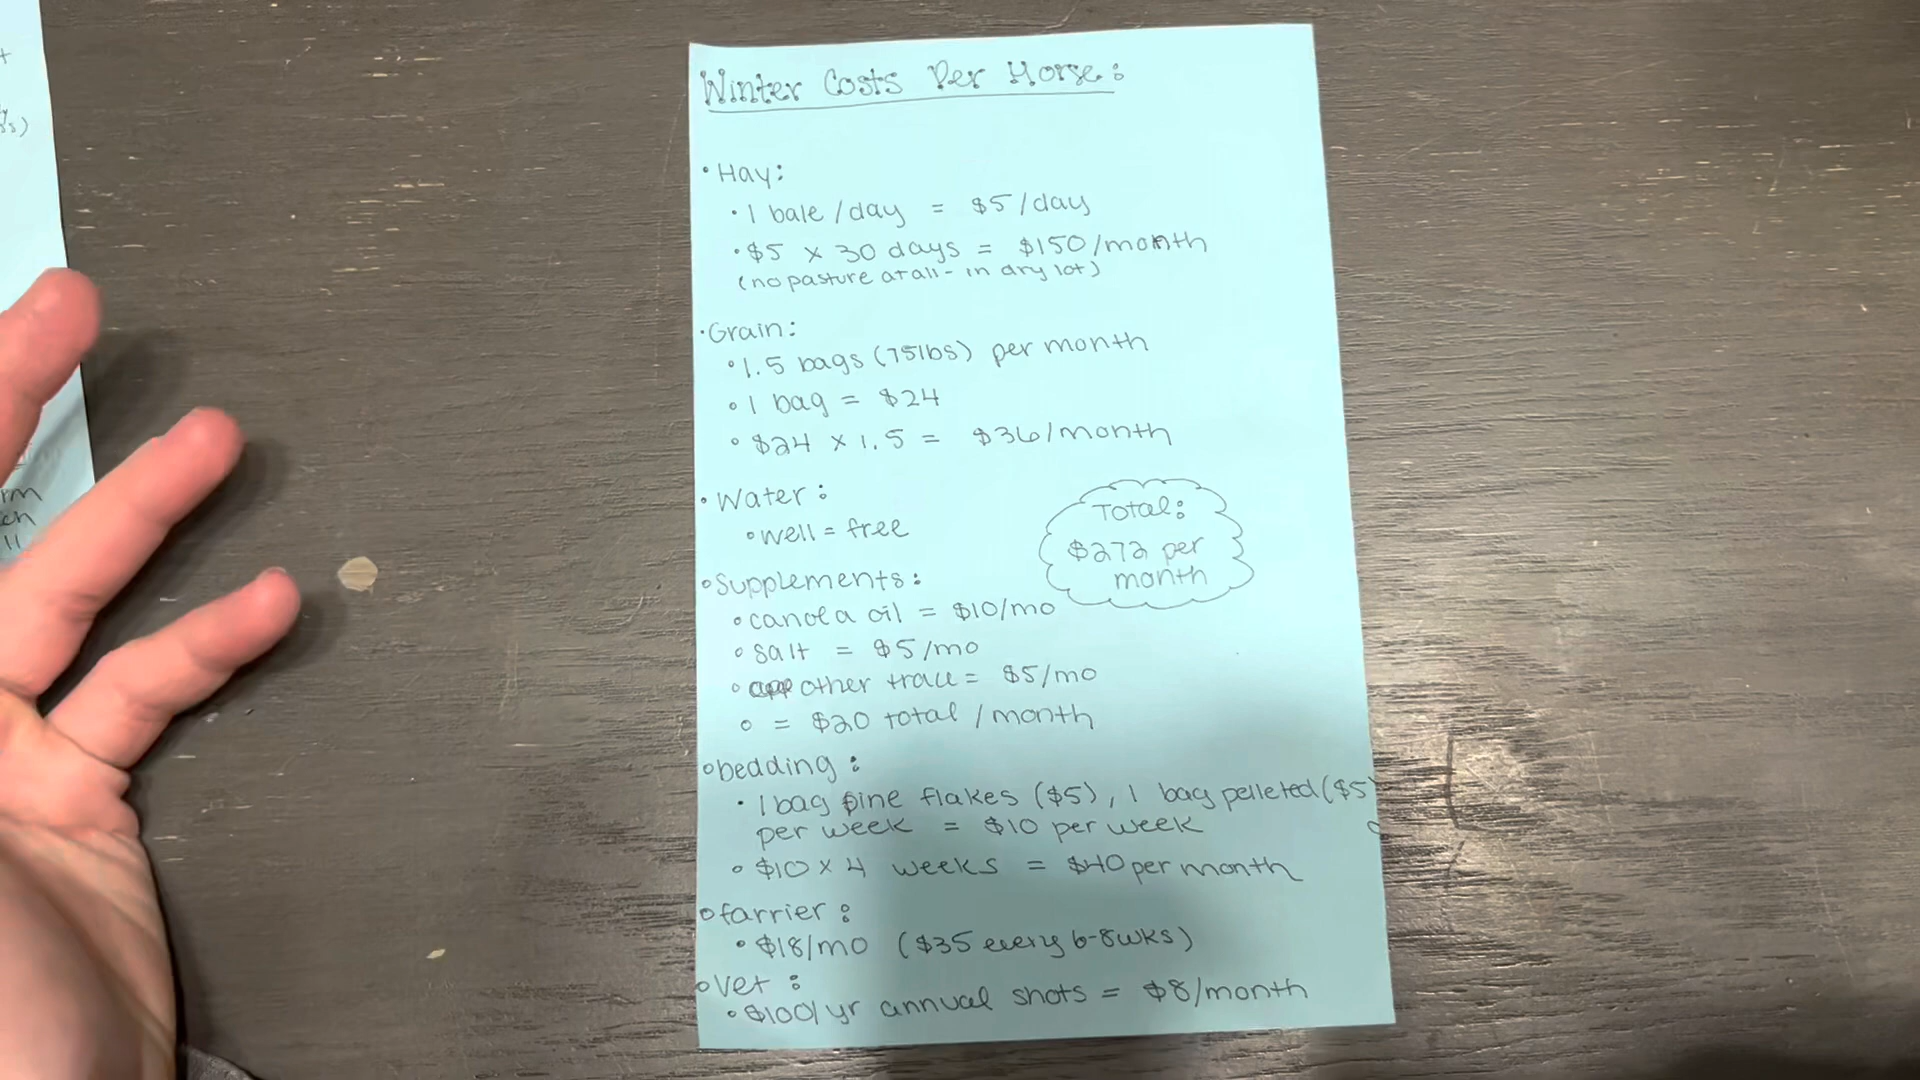 Winter Costs Per Horse:
• Hay:
• 1 bale /day = $5/day
• $5 x 30 days = $150/month
(no pasture at all - in dry lot)
• Grain:
• 1.5 bags (75lbs) per month
• 1 bag = $24
• $24 x 1.5 = $36/month
• Water:
• well = free
Total:
$272 per
month
• Supplements:
• canola oil = $10/mo
• salt = $5/mo
• other trace = $5/mo
• = $20 total /month
• bedding:
• 1 bag pine flakes ($5), 1 bag pelleted ($5)
per week = $10 per week
• $10 x 4 weeks = $40 per month
• farrier:
• $18/mo ($35 every 6-8wks)
• Vet:
• $100/yr annual shots = $8/month